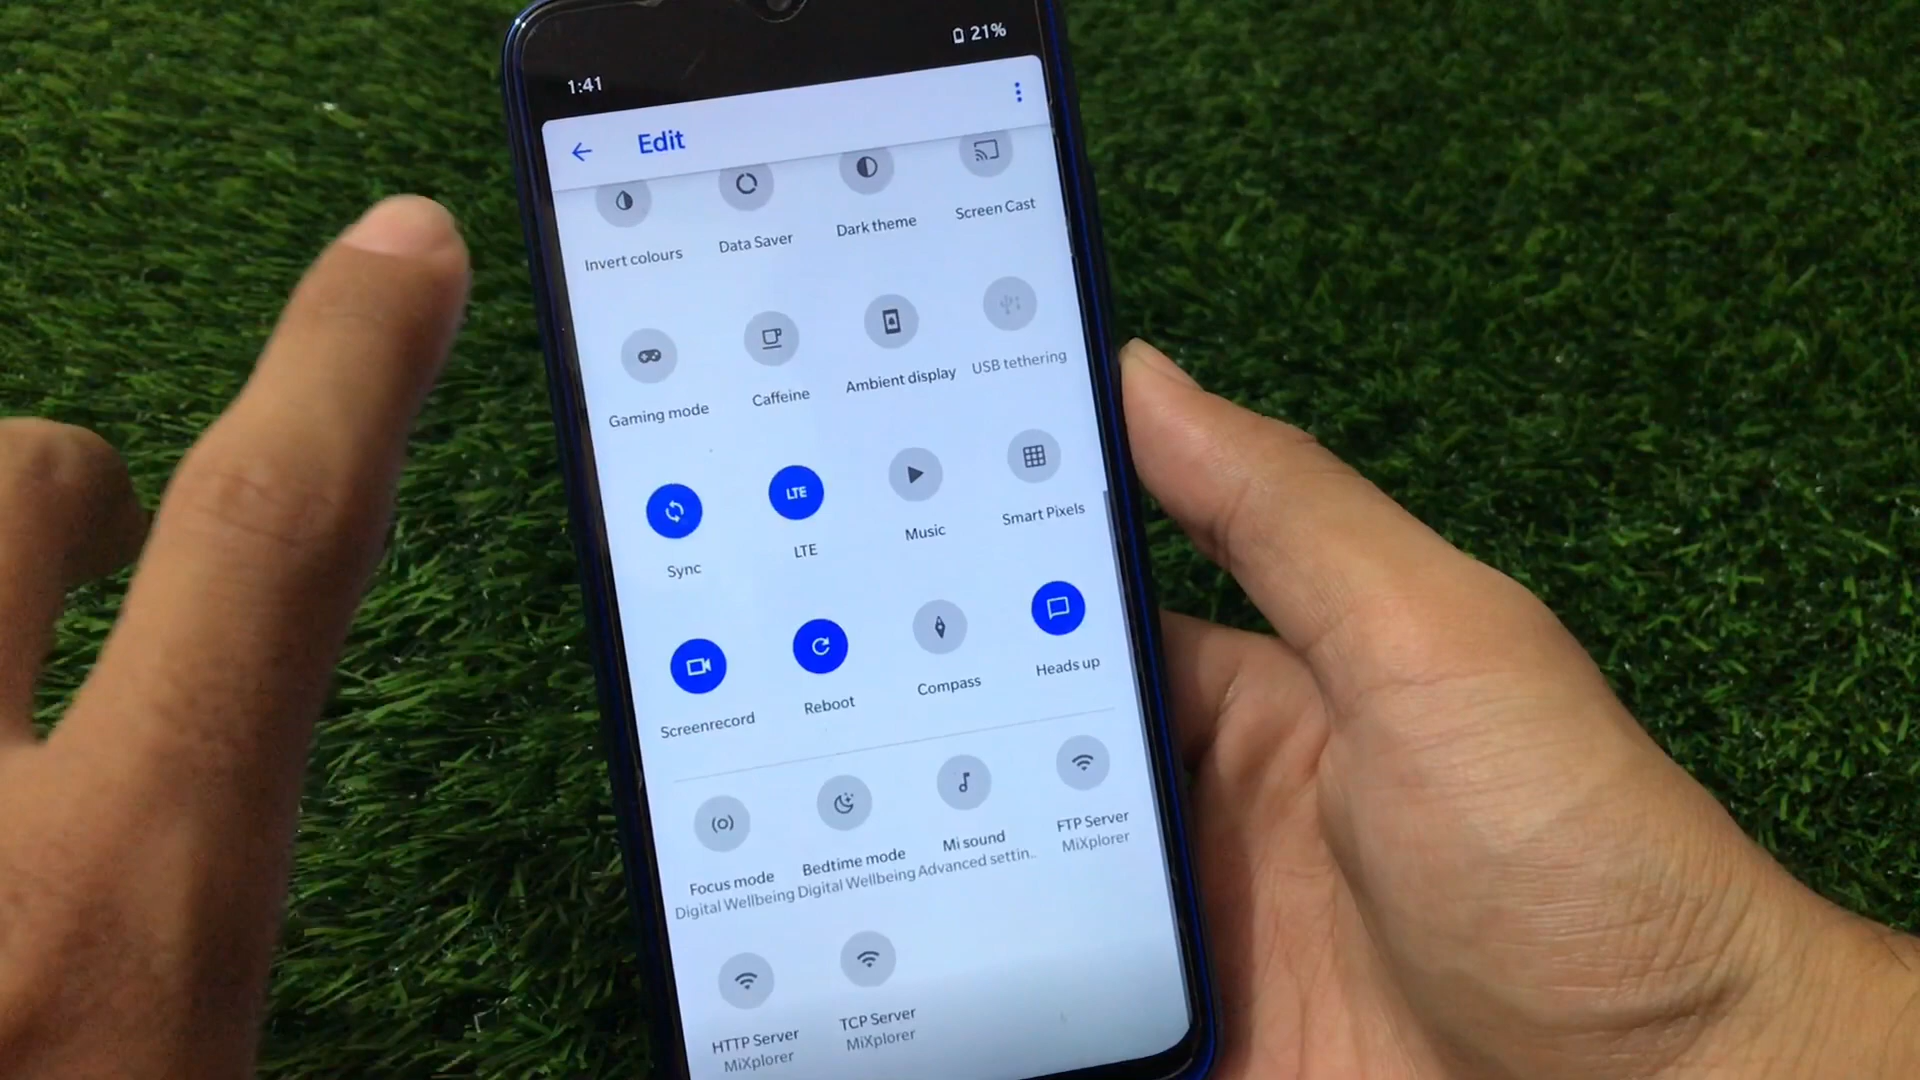 1:41
21%
Edit
Invert colours
Data Saver
Dark theme
Screen Cast
Gaming mode
Caffeine
Ambient display
USB tethering
LTE
Sync
LTE
Music
Smart Pixels
Screenrecord
Reboot
Compass
Heads up
Focus mode
Digital Wellbeing
Bedtime mode
Digital Wellbeing
Mi sound
Advanced settin..
FTP Server
MiXplorer
HTTP Server
MiXplorer
TCP Server
MiXplorer